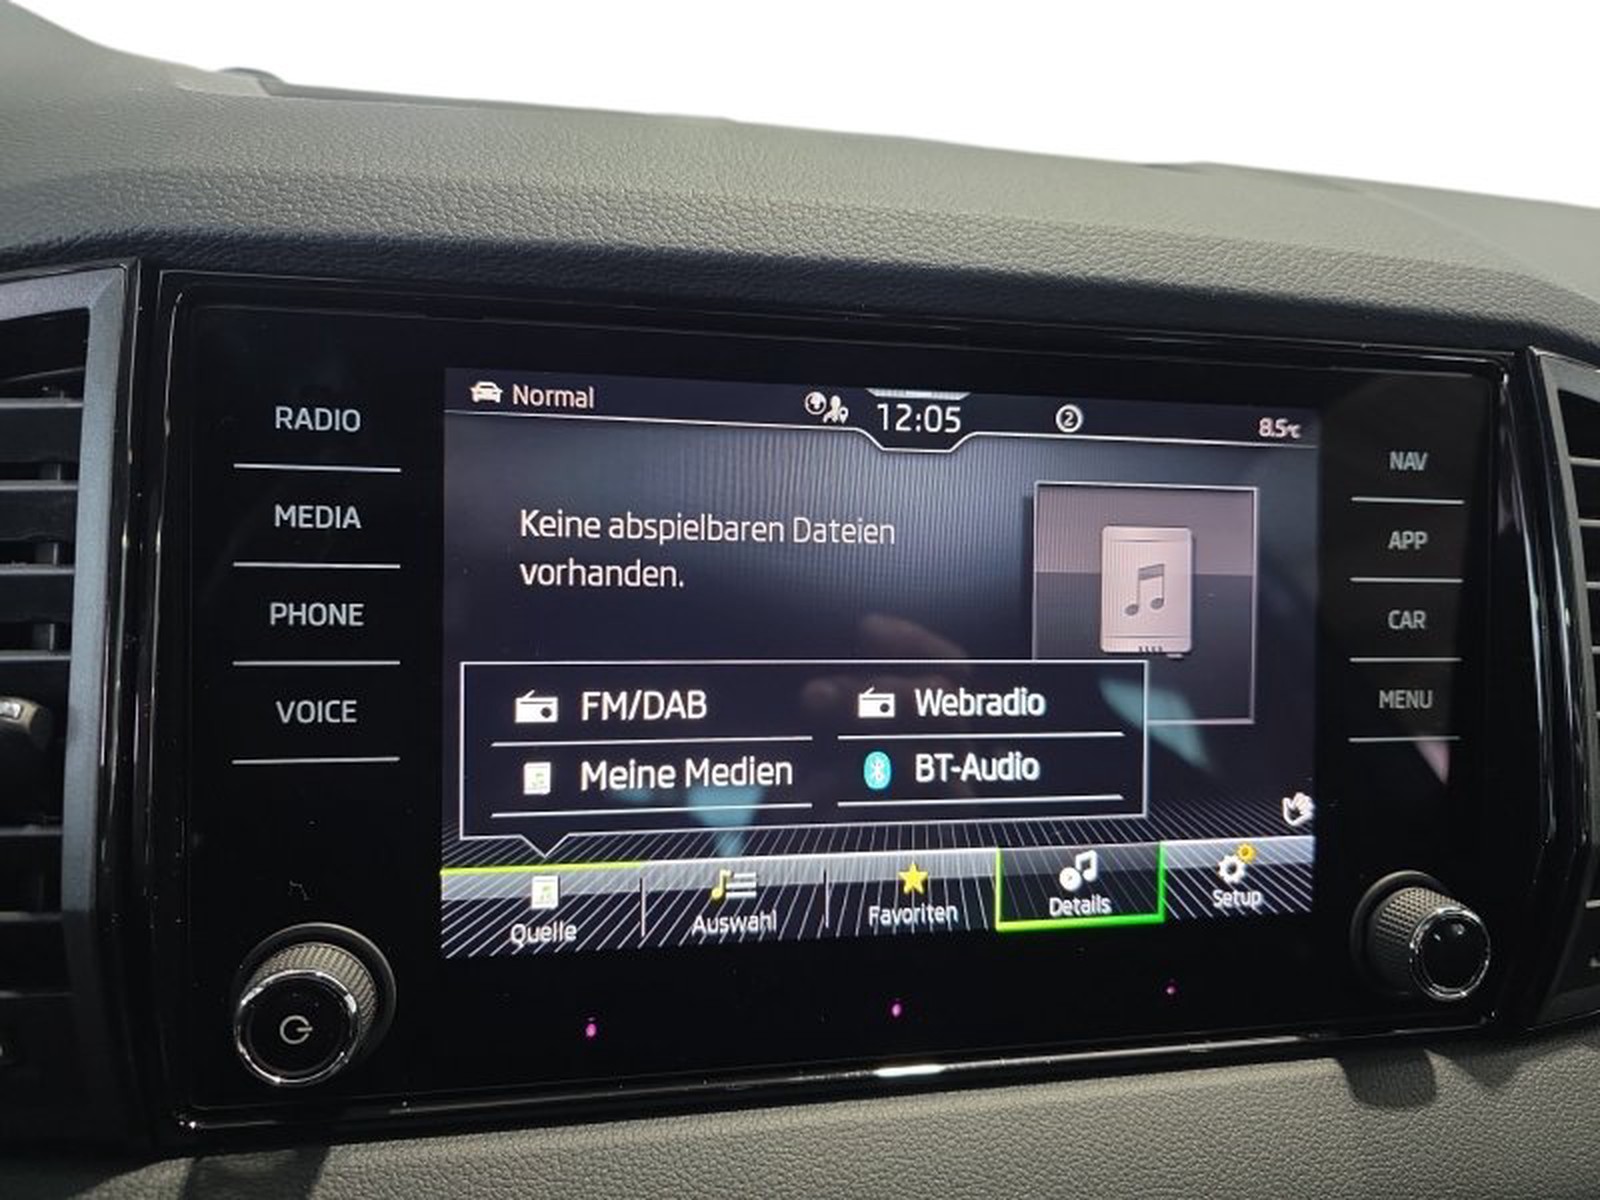 RADIO
MEDIA
PHONE
VOICE
Normal
12:05
2
8.5°C
Keine abspielbaren Dateien
vorhanden.
FM/DAB
Webradio
Meine Medien
BT-Audio
Quelle
Auswahl
Favoriten
Details
Setup
NAV
APP
CAR
MENU